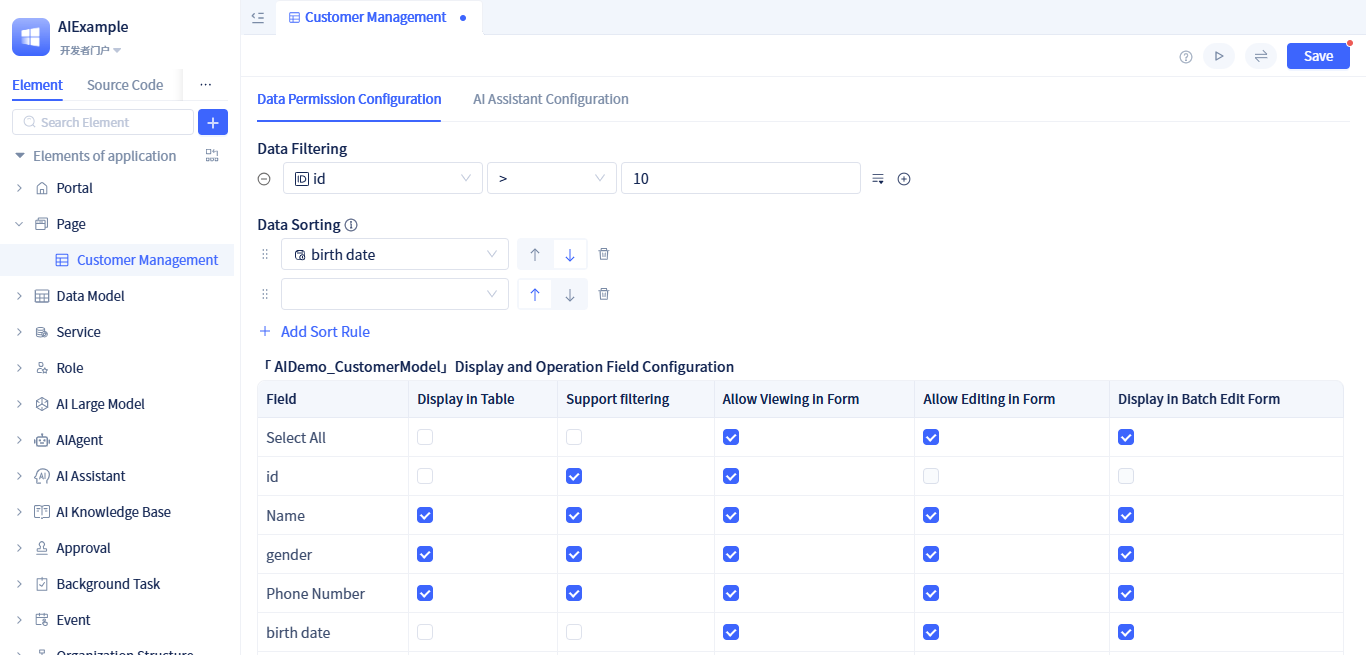 AIExample
开发者门户
Element
Source Code
...
Search Element
Elements of application
Portal
Page
Customer Management
Data Model
Service
Role
AI Large Model
AIAgent
AI Assistant
AI Knowledge Base
Approval
Background Task
Event
Organization Structure
Customer Management
Save
Data Permission Configuration
AI Assistant Configuration
Data Filtering
id
>
10
Data Sorting
birth date
Add Sort Rule
「AIDemo_CustomerModel」Display and Operation Field Configuration
Field Display in Table Support filtering Allow Viewing in Form Allow Editing in Form Display in Batch Edit Form
Select All
id
Name
gender
Phone Number
birth date